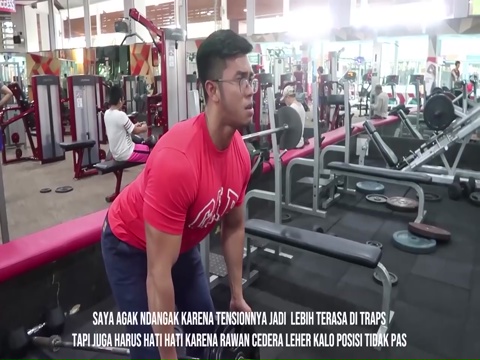 GAP
SAYA AGAK NDANGAK KARENA TENSIONNYA JADI LEBIH TERASA DI TRAPS /
TAPI JUGA HARUS HATI HATI KARENA RAWAN CEDERA LEHER KALO POSISI TIDAK PAS